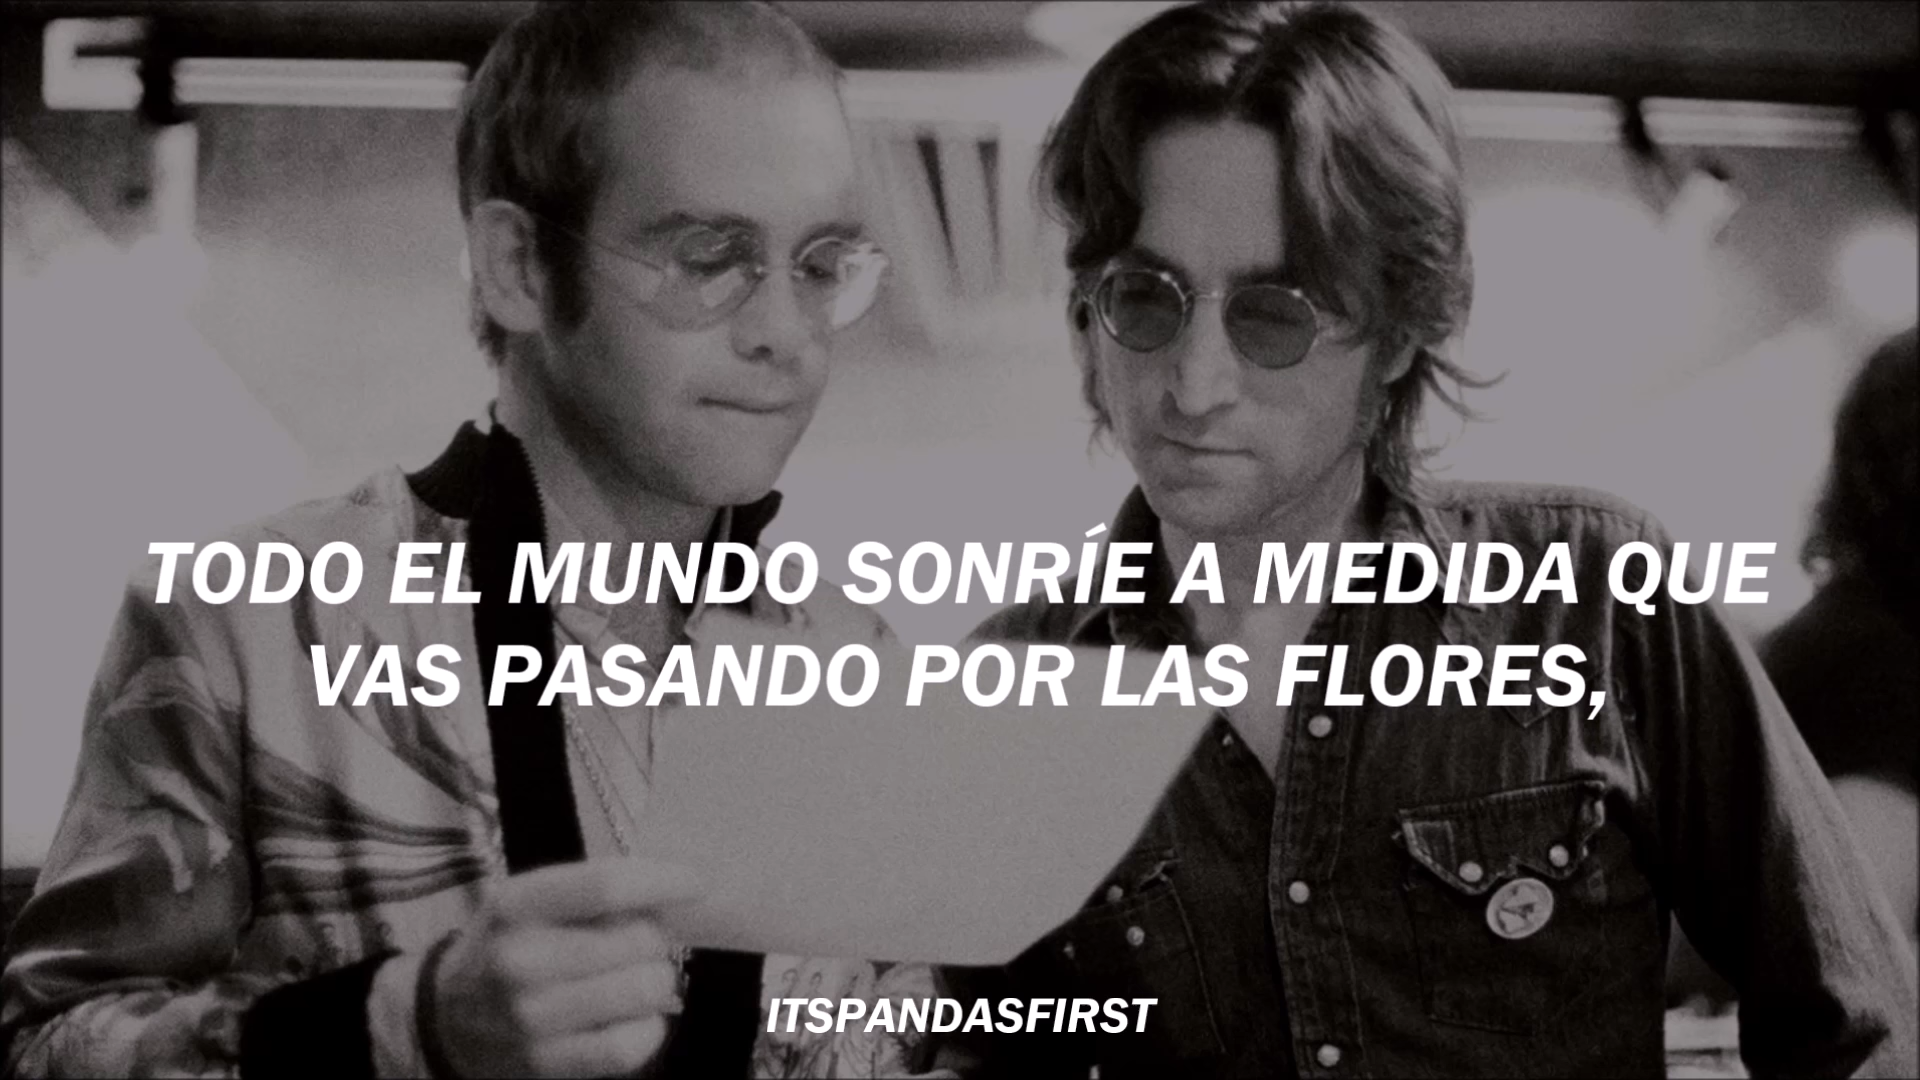 TODO EL MUNDO SONRÍE A MEDIDA QUE
VAS PASANDO POR LAS FLORES,
ITSPANDASFIRST